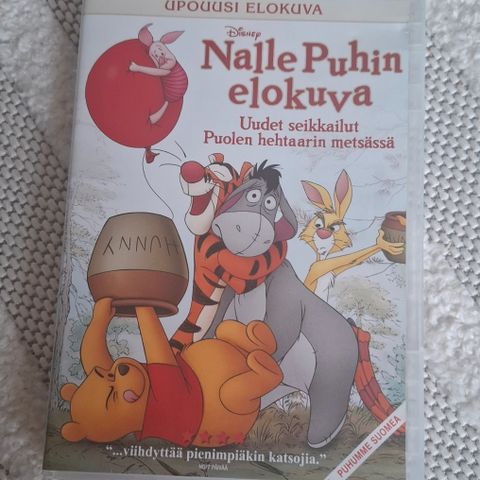 UPOUUSI ELOKUVA
Disney
Nalle Puhin
elokuva
Uudet seikkailut
Puolen hehtaarin metsässä
HUNNY
"...viihdyttää pienimpiäkin katsojia."
PUHUMME SUOMEA